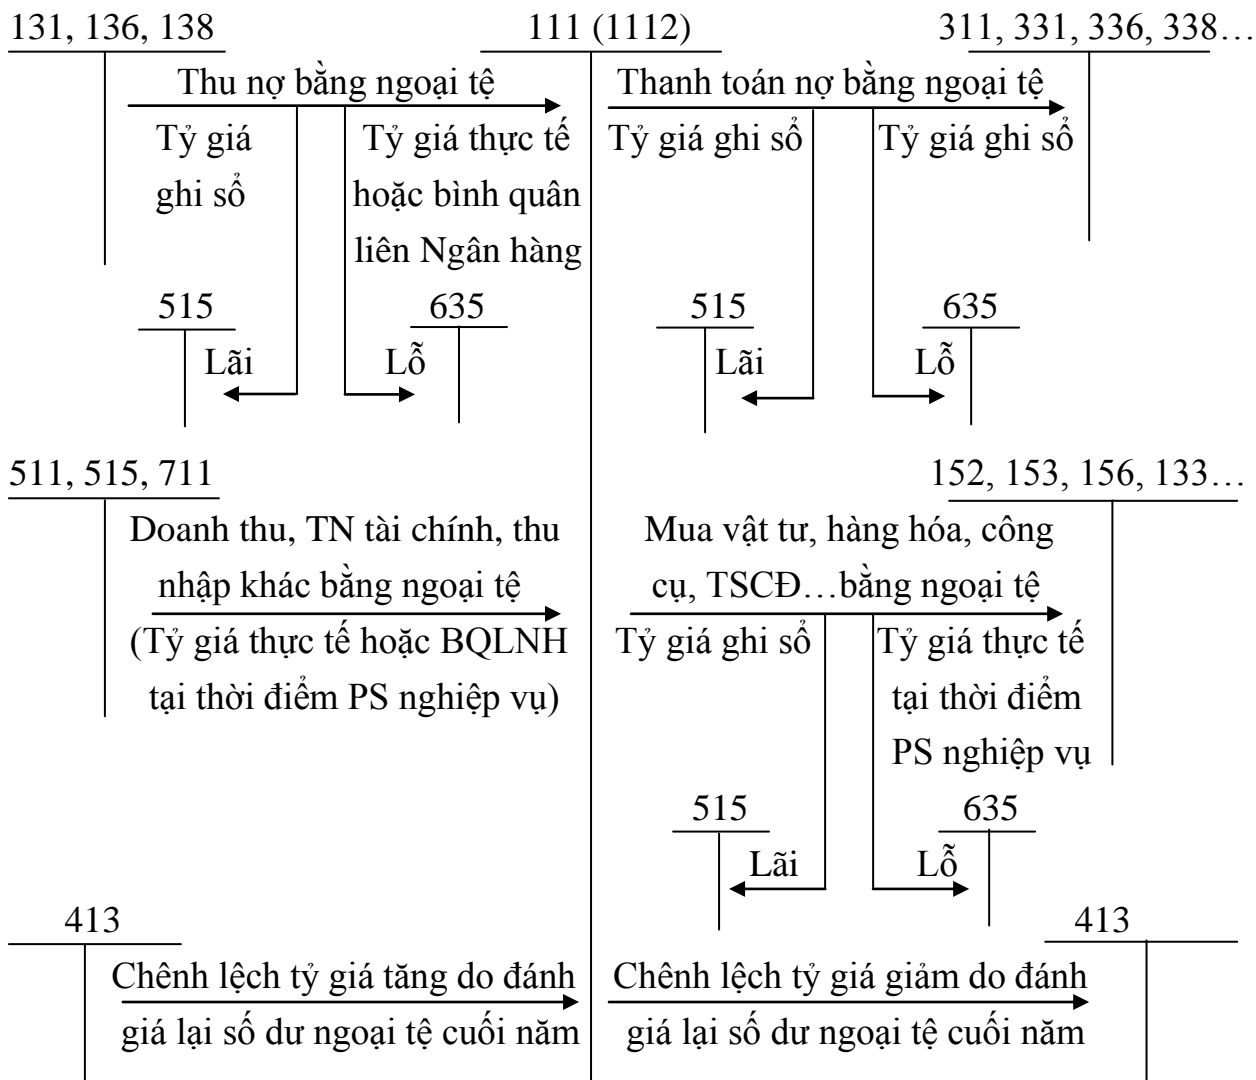 131, 136, 138
111 (1112)
311, 331, 336, 338…
Thu nợ bằng ngoại tệ
Tỷ giá
ghi sổ
Tỷ giá thực tế
hoặc bình quân
liên Ngân hàng
Thanh toán nợ bằng ngoại tệ
Tỷ giá ghi sổ
Tỷ giá ghi sổ
515
Lãi
635
Lỗ
515
Lãi
635
Lỗ
511, 515, 711
Doanh thu, TN tài chính, thu
nhập khác bằng ngoại tệ
(Tỷ giá thực tế hoặc BQLNH
tại thời điểm PS nghiệp vụ)
152, 153, 156, 133…
Mua vật tư, hàng hóa, công
cụ, TSCĐ…bằng ngoại tệ
Tỷ giá ghi sổ
Tỷ giá thực tế
tại thời điểm
PS nghiệp vụ
515
Lãi
635
Lỗ
413
Chênh lệch tỷ giá tăng do đánh
giá lại số dư ngoại tệ cuối năm
413
Chênh lệch tỷ giá giảm do đánh
giá lại số dư ngoại tệ cuối năm